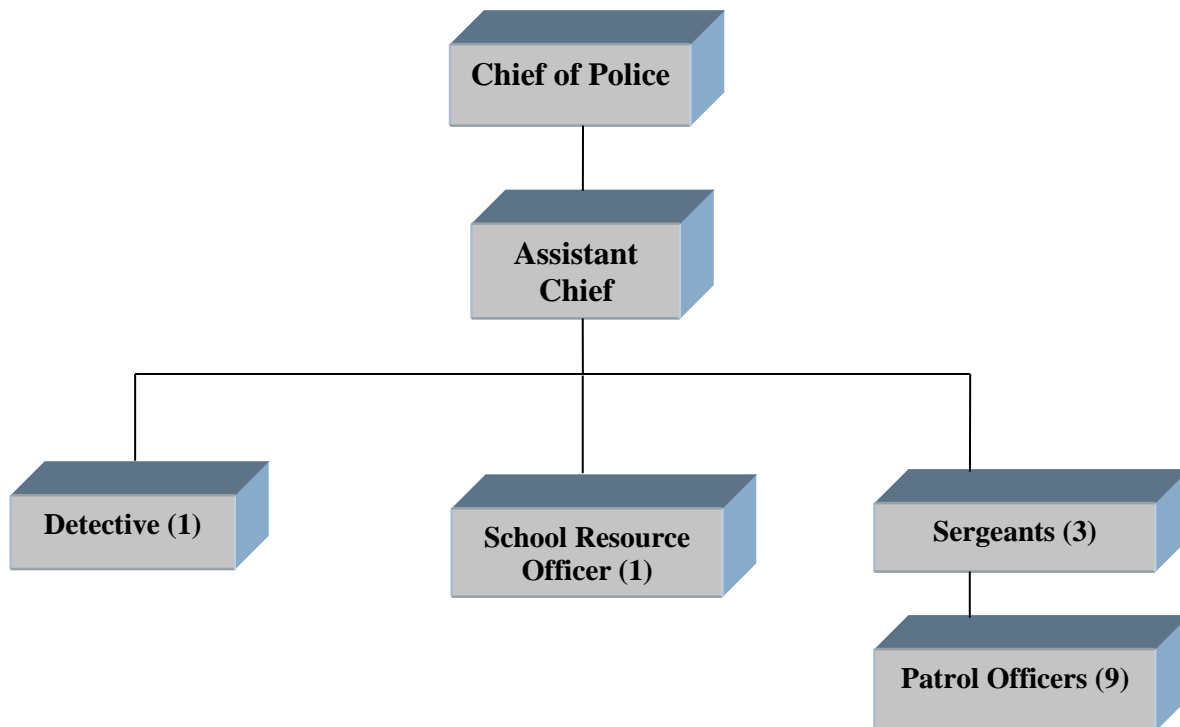 Chief of Police
Assistant
Chief
Detective (1)
School Resource
Officer (1)
Sergeants (3)
Patrol Officers (9)